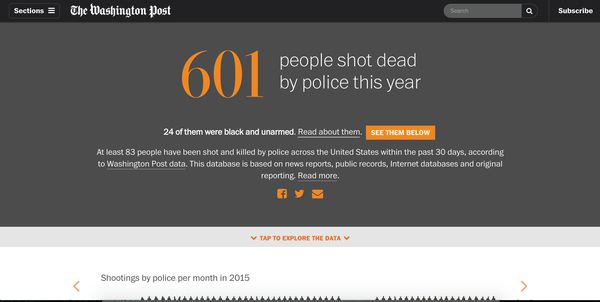 Sections
The Washington Post
Search
Subscribe
601
people shot dead
by police this year
24 of them were black and unarmed. Read about them. SEE THEM BELOW
At least 83 people have been shot and killed by police across the United States within the past 30 days, according
to Washington Post data. This database is based on news reports, public records, Internet databases and original
reporting. Read more.
TAP TO EXPLORE THE DATA
Shootings by police per month in 2015